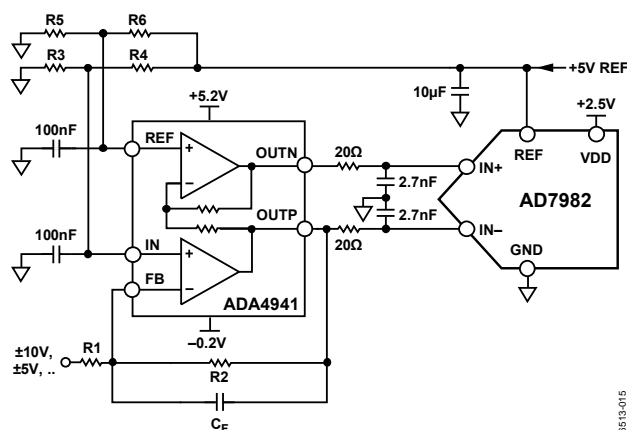 R5
R6
R3
R4
+5V REF
10µF
+5.2V
+2.5V
100nF
REF
OUTN
20Ω
REF
VDD
IN+
2.7nF
AD7982
OUTP
2.7nF
100nF
IN
20Ω
IN–
FB
GND
ADA4941
–0.2V
±10V,
±5V, ..
R1
R2
CF